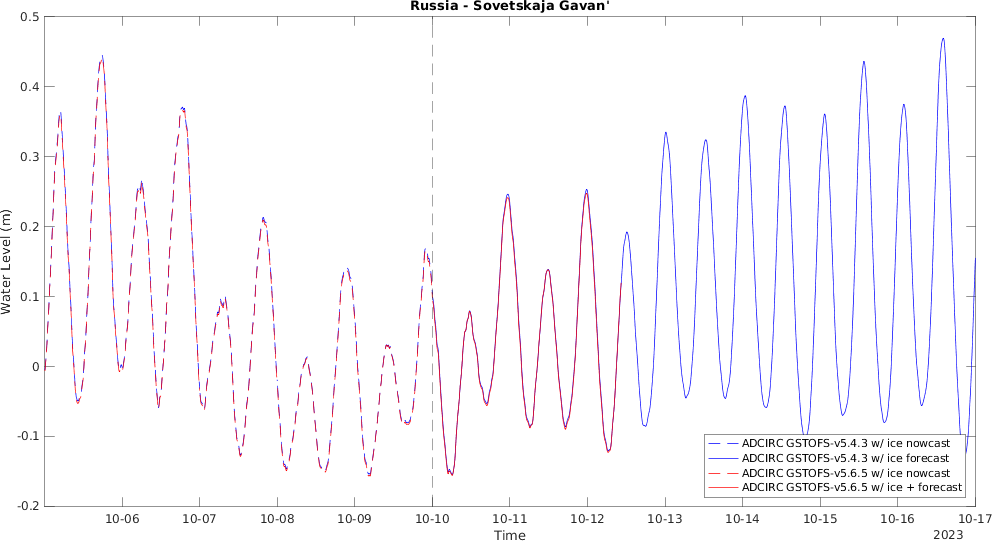 Russia - Sovetskaja Gavan'
0.5
0.4
0.3
0.2
0.1
0
-0.1
-0.2
Water Level (m)
ADCIRC GSTOFS-v5.4.3 w/ ice nowcast
ADCIRC GSTOFS-v5.4.3 w/ ice forecast
ADCIRC GSTOFS-v5.6.5 w/ ice nowcast
ADCIRC GSTOFS-v5.6.5 w/ ice + forecast
10-06 10-07 10-08 10-09 10-10 10-11 10-12 10-13 10-14 10-15 10-16 10-17
Time
2023